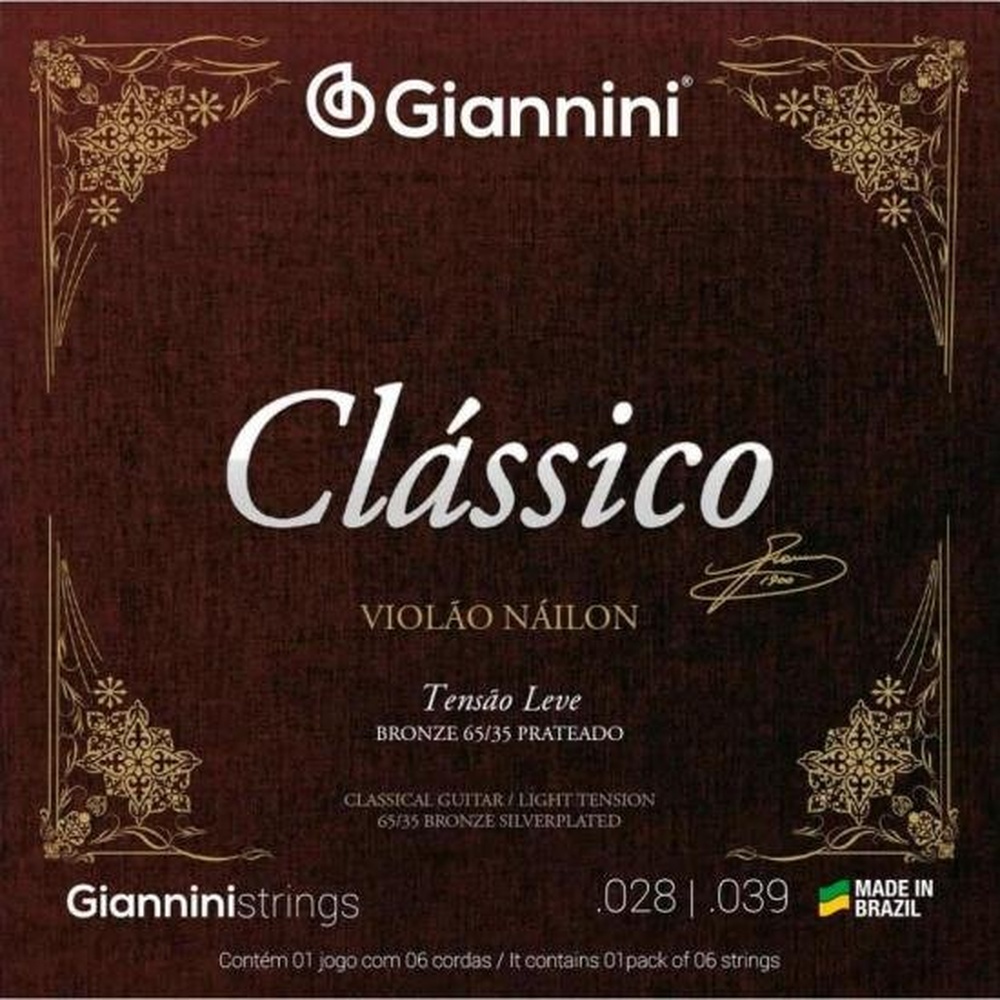 Giannini®
Clássico
1900
VIOLÃO NÁILON
Tensão Leve
BRONZE 65/35 PRATEADO
CLASSICAL GUITAR / LIGHT TENSION
65/35 BRONZE SILVERPLATED
Gianninistrings
.028 | .039
MADE IN
BRAZIL
Contém 01 jogo com 06 cordas / It contains 01pack of 06 strings